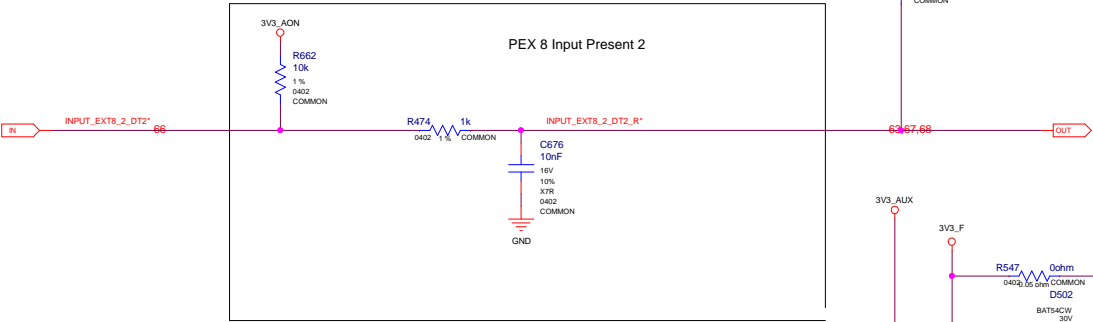 COMMON
3V3_AON
PEX 8 Input Present 2
R662
10k
1 %
0402
COMMON
IN
INPUT_EXT8_2_DT2*
66
R474
1k
0402
1 %
COMMON
INPUT_EXT8_2_DT2_R*
63,67,68
OUT
C676
10nF
16V
10%
X7R
0402
COMMON
GND
3V3_AUX
3V3_F
R547
0ohm
0402
0.05 ohm
COMMON
D502
BAT54CW
30V